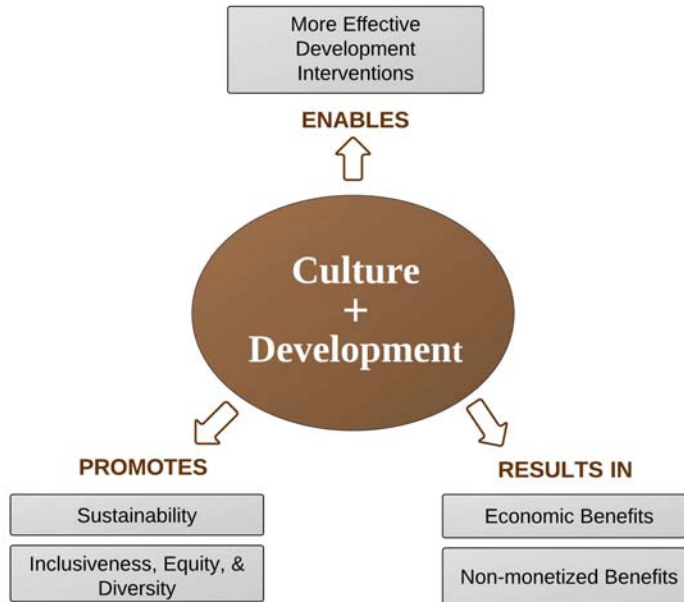 More Effective
Development
Interventions
ENABLES
Culture
+
Development
PROMOTES
Sustainability
Inclusiveness, Equity, &
Diversity
RESULTS IN
Economic Benefits
Non-monetized Benefits